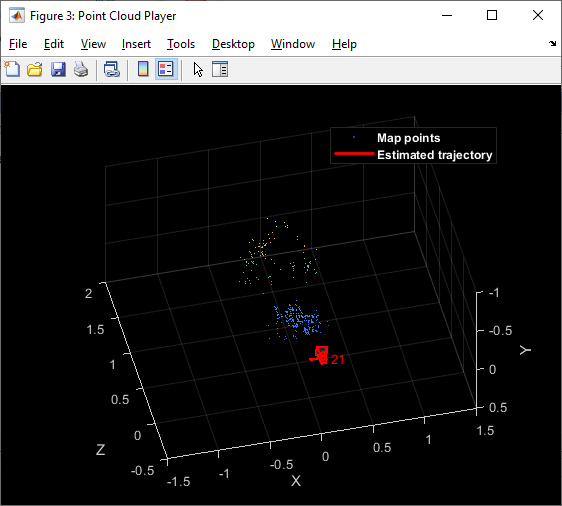 Figure 3: Point Cloud Player
File Edit View Insert Tools Desktop Window Help
Map points
Estimated trajectory
2
1.5
1
0.5
0
-0.5
Z
-1
-0.5
0
0.5
Y
21
-1.5
-1
-0.5
0
0.5
1
1.5
X